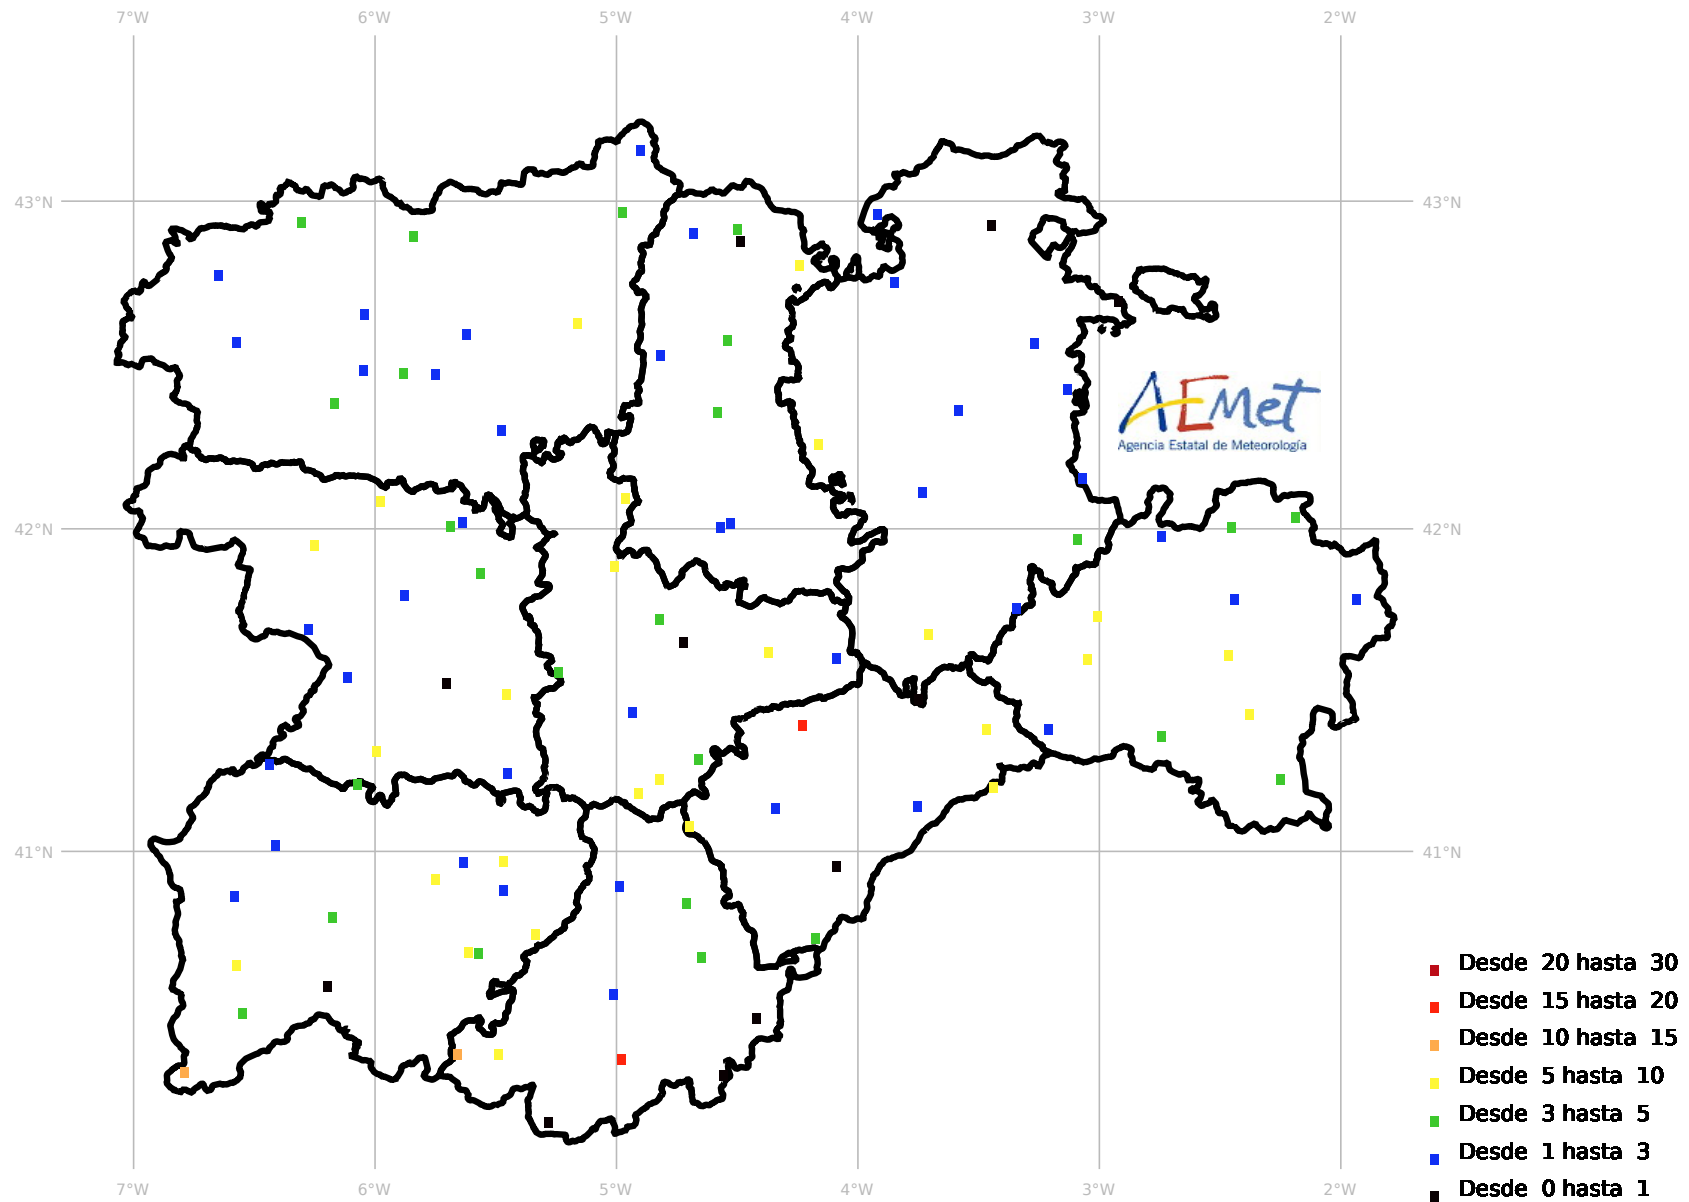 7°W 6°W 5°W 4°W 3°W 2°W
43°N 43°N
AEMet
Agencia Estatal de Meteorología
42°N 42°N
41°N 41°N
Desde 20 hasta 30
Desde 15 hasta 20
Desde 10 hasta 15
Desde 5 hasta 10
Desde 3 hasta 5
Desde 1 hasta 3
Desde 0 hasta 1
7°W 6°W 5°W 4°W 3°W 2°W